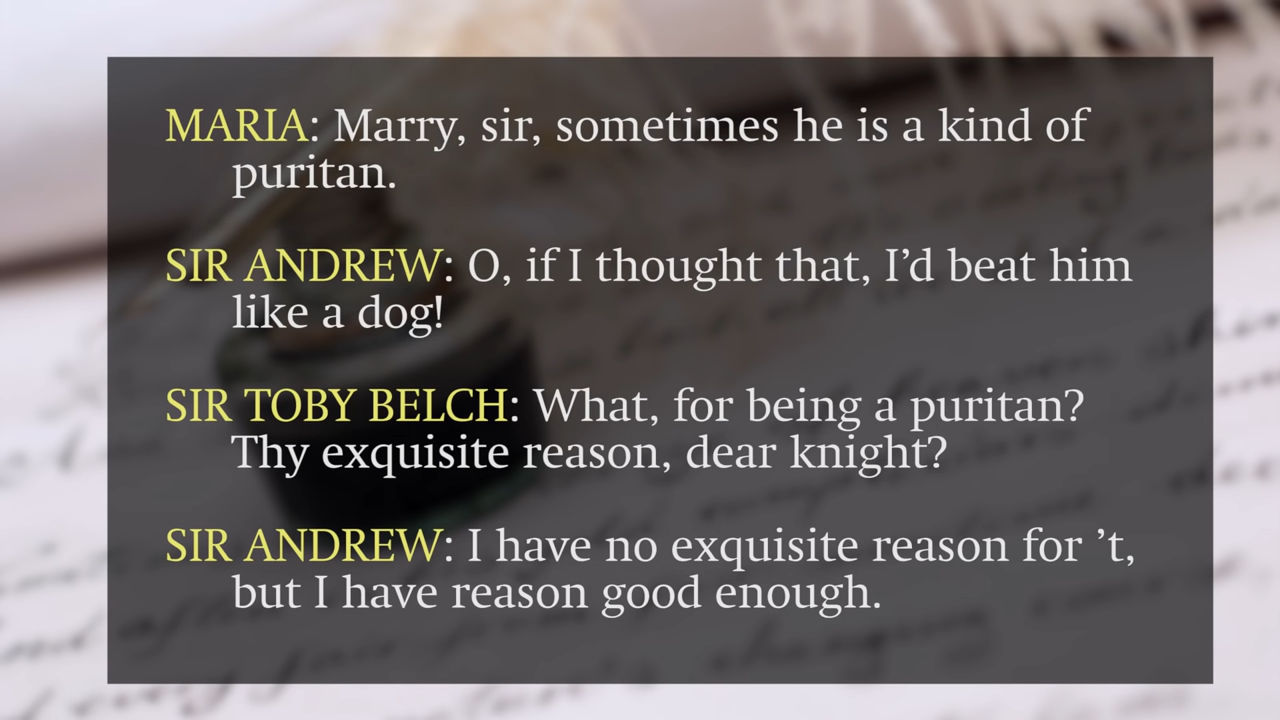 MARIA: Marry, sir, sometimes he is a kind of
puritan.
SIR ANDREW: O, if I thought that, I’d beat him
like a dog!
SIR TOBY BELCH: What, for being a puritan?
Thy exquisite reason, dear knight?
SIR ANDREW: I have no exquisite reason for ’t,
but I have reason good enough.